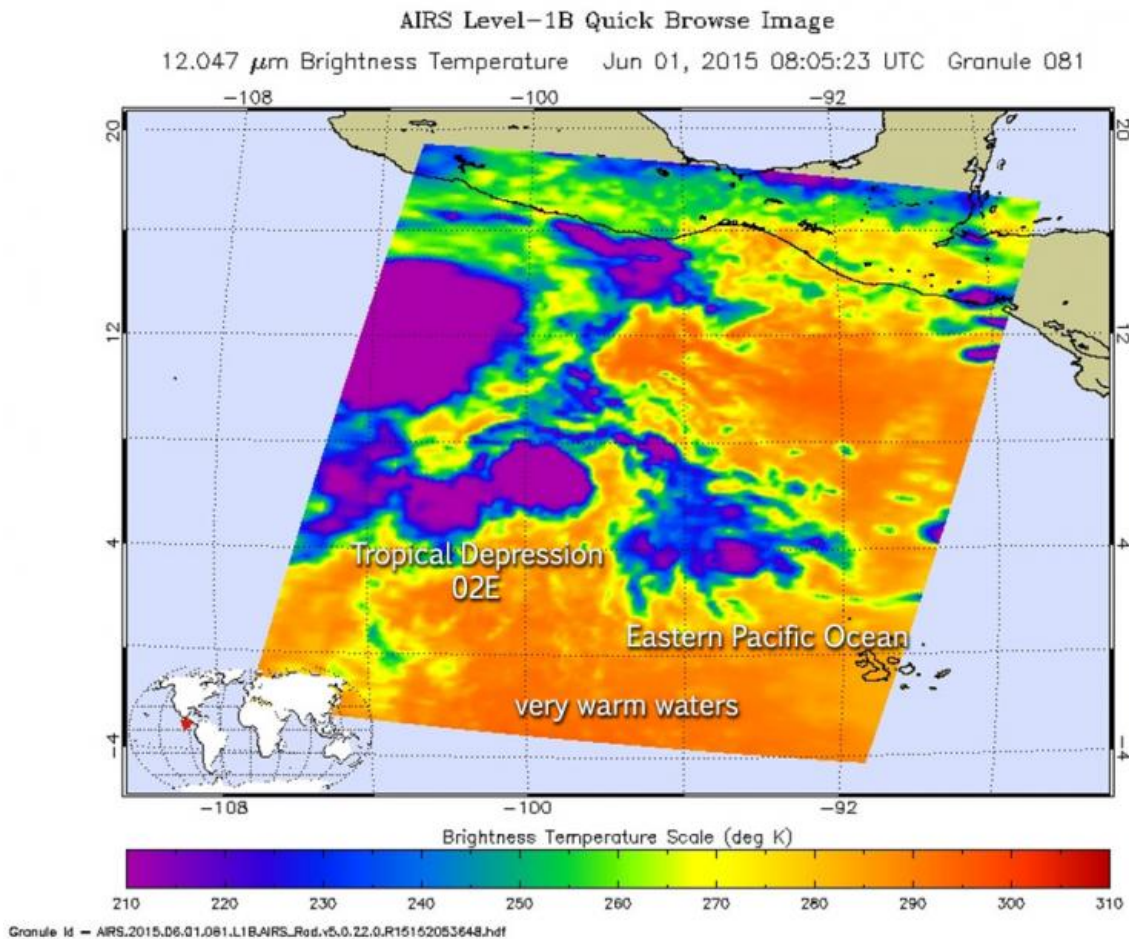 AIRS Level-1B Quick Browse Image
12.047 μm Brightness Temperature Jun 01, 2015 08:05:23 UTC Granule 081
-108 -100 -92
20 20
12 12
4 4
Tropical Depression
02E
Eastern Pacific Ocean
very warm waters
-4 -4
-108 -100 -92
Brightness Temperature Scale (deg K)
210 220 230 240 250 260 270 280 290 300 310
Granule Id - AIRS.2015.06.01.081.L1B.AIRS_Rad.v5.0.22.0.R15152053648.hdf